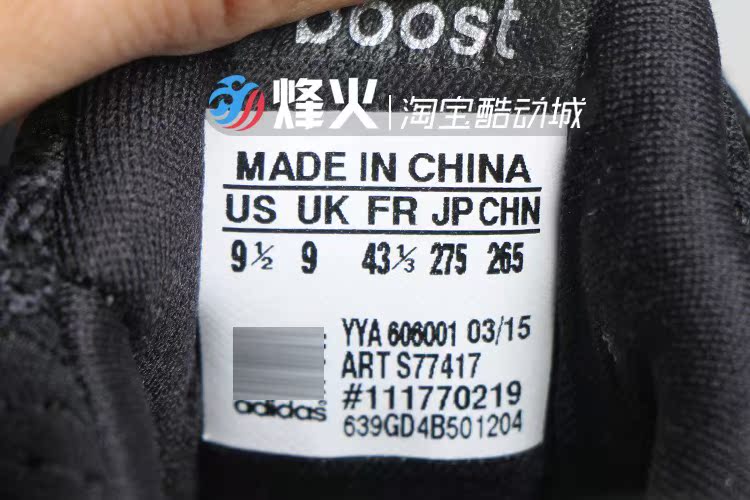 boost
烽火|淘宝酷动城
MADE IN CHINA
US UK FR JP CHN
9½ 9 43⅓ 275 265
YYA 606001 03/15
ART S77417
#111770219
adidas
639GD4B501204